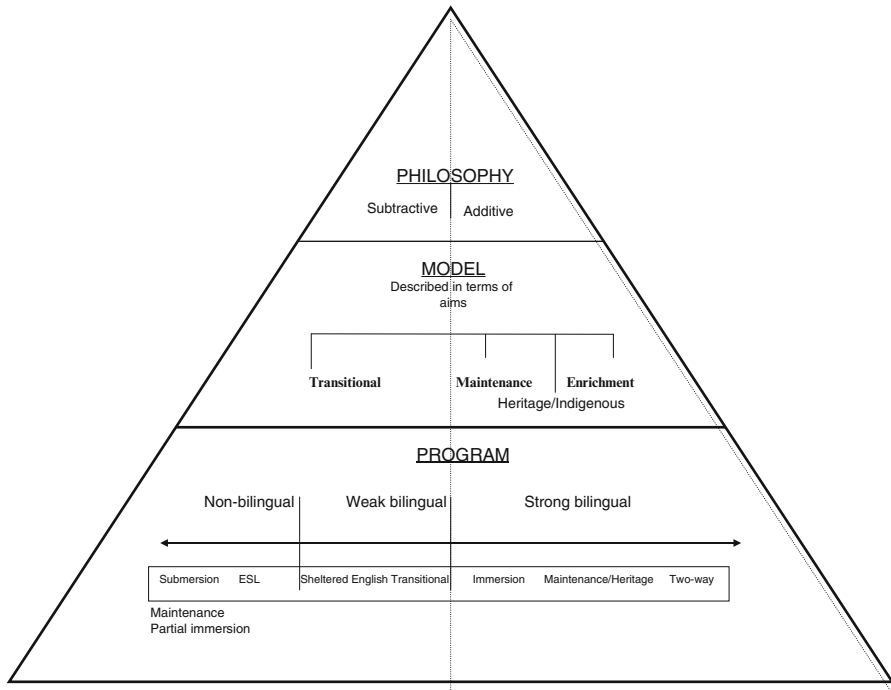 PHILOSOPHY
Subtractive Additive
MODEL
Described in terms of
aims
Transitional Maintenance Enrichment
Heritage/Indigenous
PROGRAM
Non-bilingual Weak bilingual Strong bilingual
Submersion ESL Sheltered English Transitional Immersion Maintenance/Heritage Two-way
Maintenance
Partial immersion